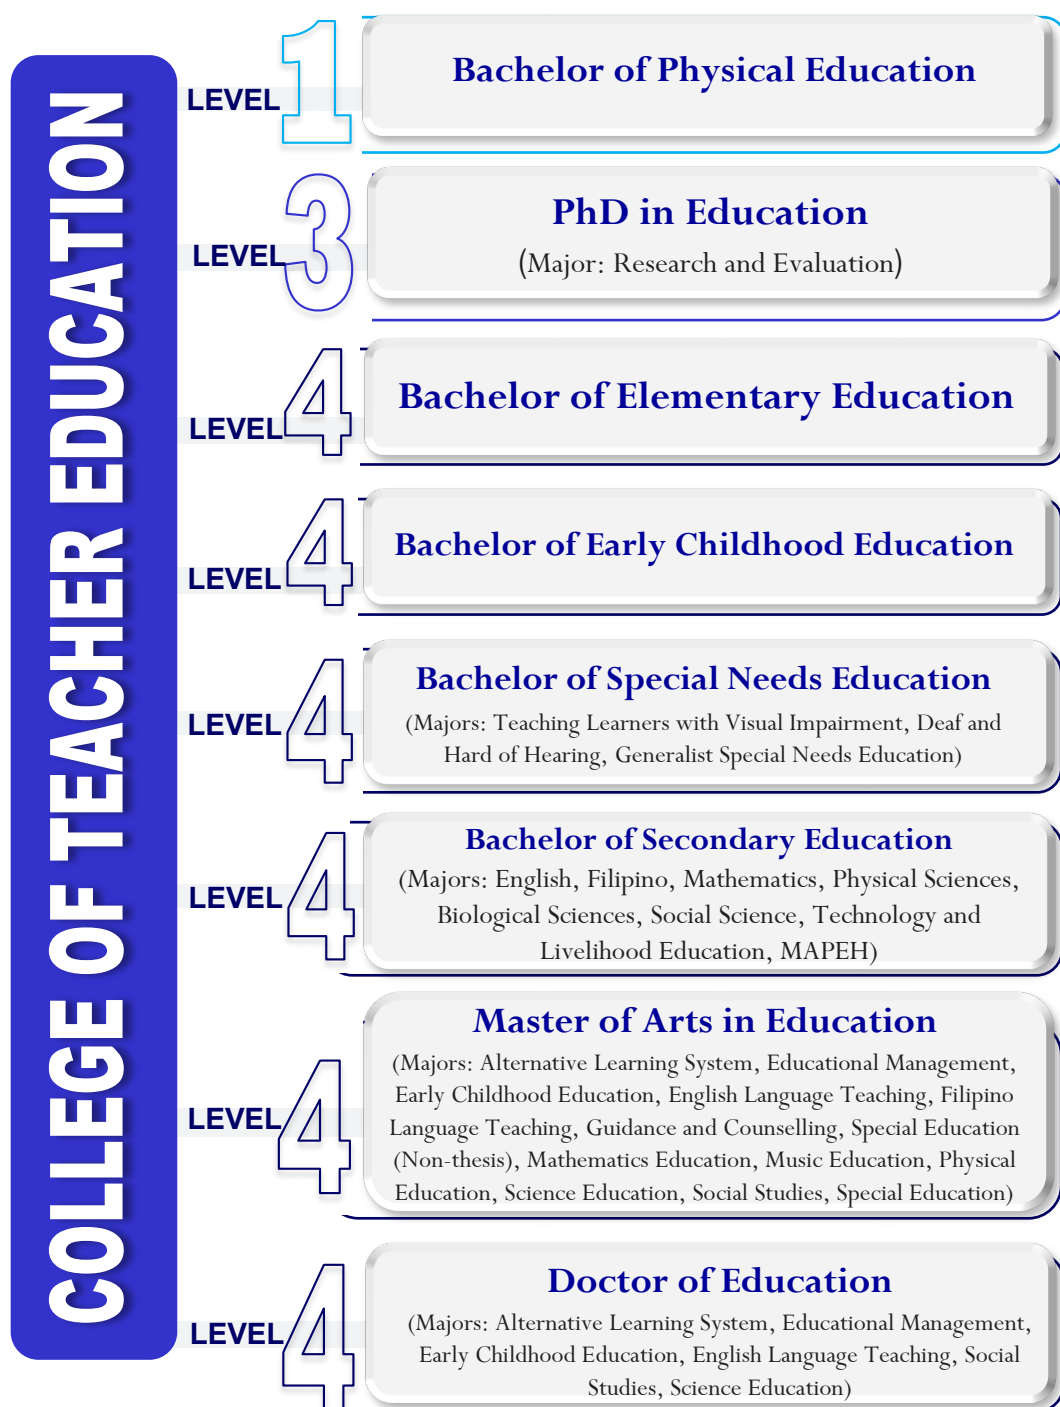 COLLEGE OF TEACHER EDUCATION
LEVEL 1
Bachelor of Physical Education
LEVEL 3
PhD in Education
(Major: Research and Evaluation)
LEVEL 4
Bachelor of Elementary Education
LEVEL 4
Bachelor of Early Childhood Education
LEVEL 4
Bachelor of Special Needs Education
(Majors: Teaching Learners with Visual Impairment, Deaf and
Hard of Hearing, Generalist Special Needs Education)
LEVEL 4
Bachelor of Secondary Education
(Majors: English, Filipino, Mathematics, Physical Sciences,
Biological Sciences, Social Science, Technology and
Livelihood Education, MAPEH)
LEVEL 4
Master of Arts in Education
(Majors: Alternative Learning System, Educational Management,
Early Childhood Education, English Language Teaching, Filipino
Language Teaching, Guidance and Counselling, Special Education
(Non-thesis), Mathematics Education, Music Education, Physical
Education, Science Education, Social Studies, Special Education)
LEVEL 4
Doctor of Education
(Majors: Alternative Learning System, Educational Management,
Early Childhood Education, English Language Teaching, Social
Studies, Science Education)